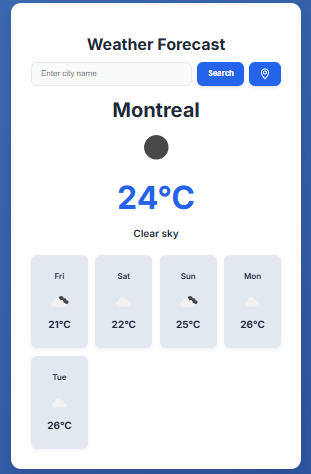 Weather Forecast
Enter city name Search
Montreal
24°C
Clear sky
Fri Sat Sun Mon
21°C 22°C 25°C 26°C
Tue
26°C